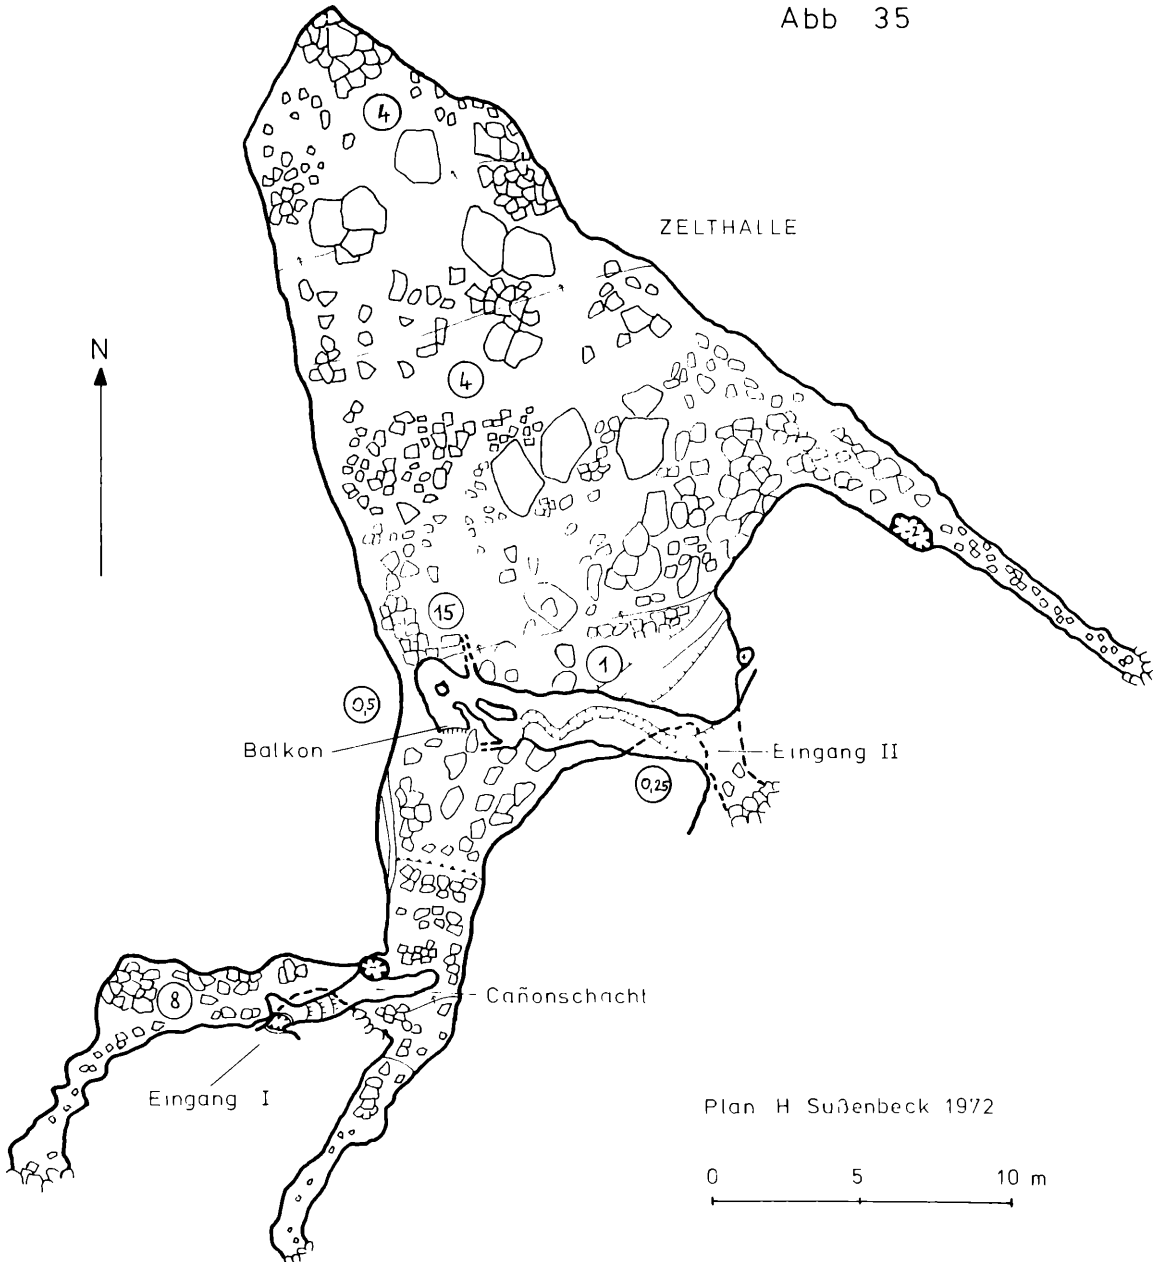 Abb 35
4
ZELTHALLE
N
4
2
15
1
0,5
Balkon
Eingang II
0,25
8
Cañonschacht
Eingang I
Plan H Sußenbeck 1972
0 5 10 m